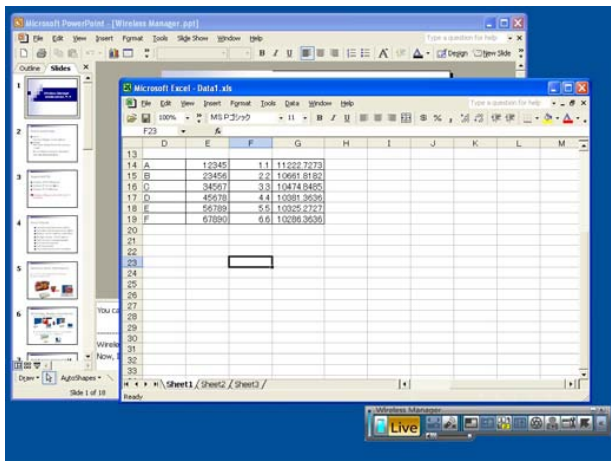 Microsoft PowerPoint - [Wireless Manager.ppt]
File Edit View Insert Format Tools Slide Show Window Help Type a question for help
Design New Slide
Outline Slides
1
2
3
4
5
6
You ca
Wirele
Now, I
Draw AutoShapes
Slide 1 of 18
Microsoft Excel - Data1.xls
File Edit View Insert Format Tools Data Window Help Type a question for help
100% MS Pゴシック 11 B I U
F23 fx
D E F G H I J K L M
13
14 A 12345 1.1 11222.7273
15 B 23456 2.2 10661.8182
16 C 34567 3.3 10474.8485
17 D 45678 4.4 10381.3636
18 E 56789 5.5 10325.2727
19 F 67890 6.6 10286.3636
20
21
22
23
24
25
26
27
28
29
30
31
32
33
Sheet1 Sheet2 Sheet3
Ready
Wireless Manager
Live